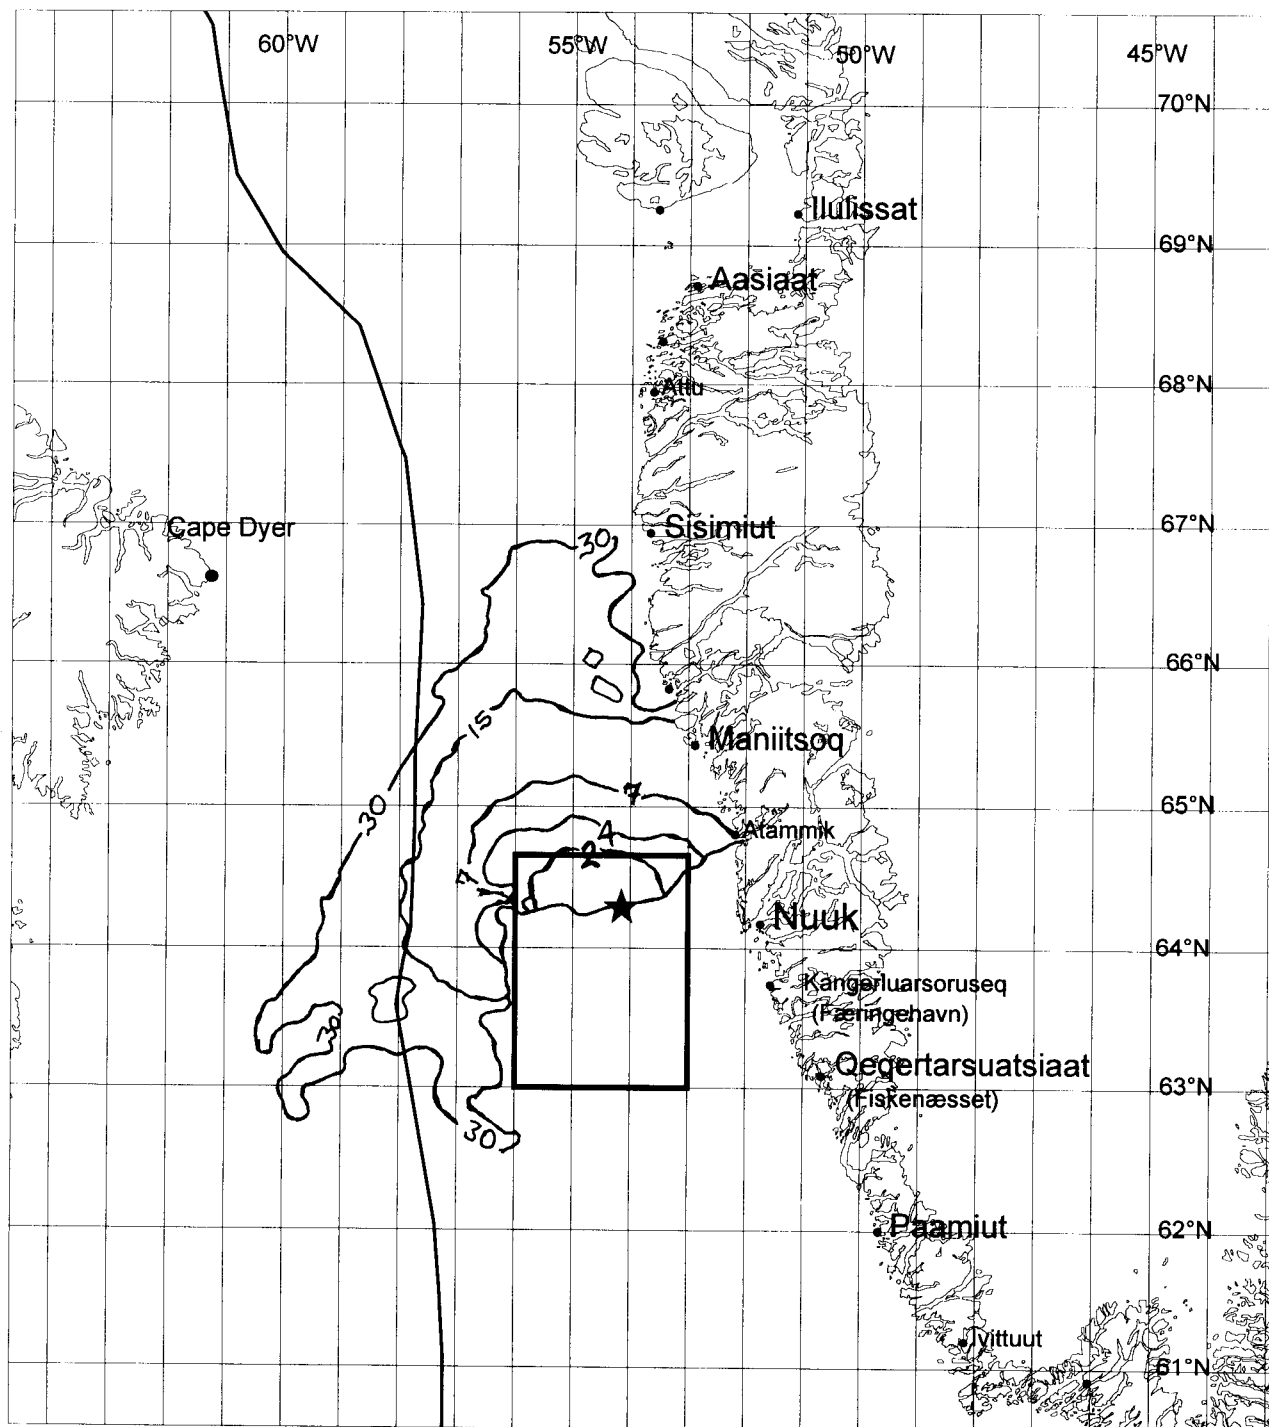 60°W 55°W 50°W 45°W
70°N
Ilulissat
69°N
Aasiaat
68°N
Attu
Cape Dyer
67°N
Sisimiut
30
66°N
15
Maniitsoq
7
65°N
30
4
Atammik
2
7
Nuuk
64°N
Kangerluarsoruseq
(Færingehavn)
30
Qeqertarsuatsiaat
63°N
(Fiskenæsset)
30
Paamiut
62°N
Ivittuut
61°N